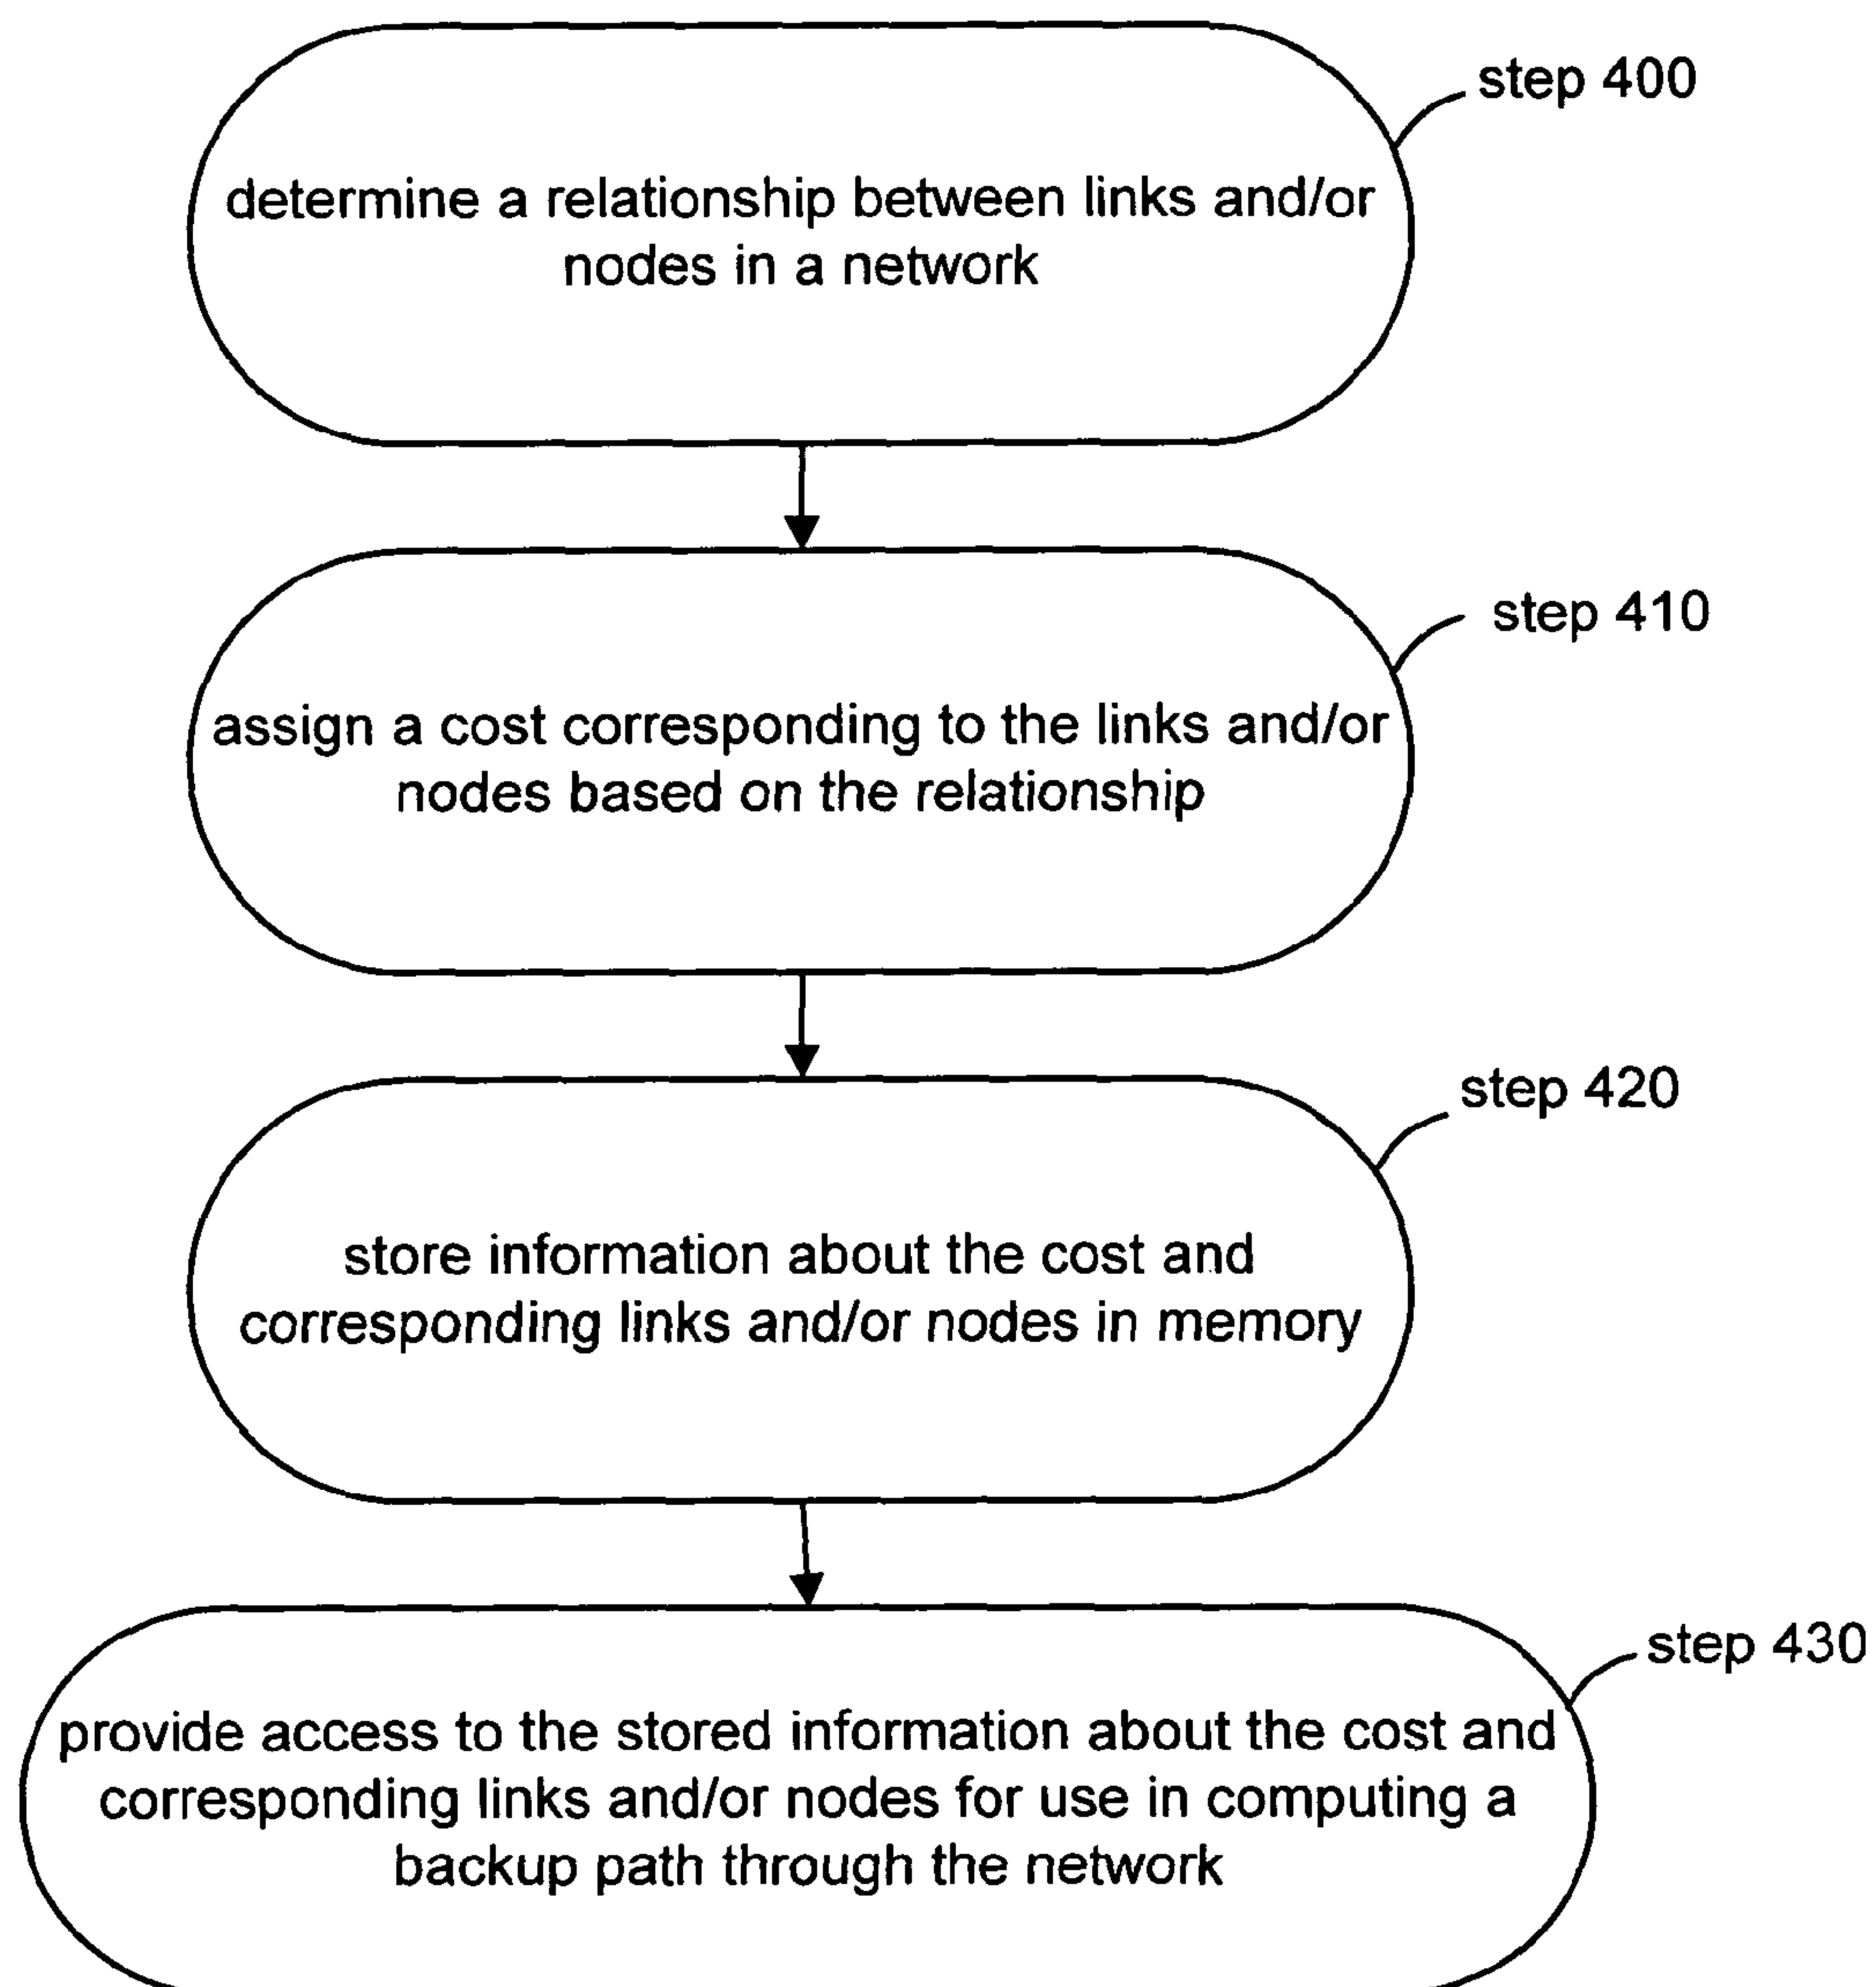 step 400
determine a relationship between links and/or
nodes in a network
step 410
assign a cost corresponding to the links and/or
nodes based on the relationship
step 420
store information about the cost and
corresponding links and/or nodes in memory
step 430
provide access to the stored information about the cost and
corresponding links and/or nodes for use in computing a
backup path through the network